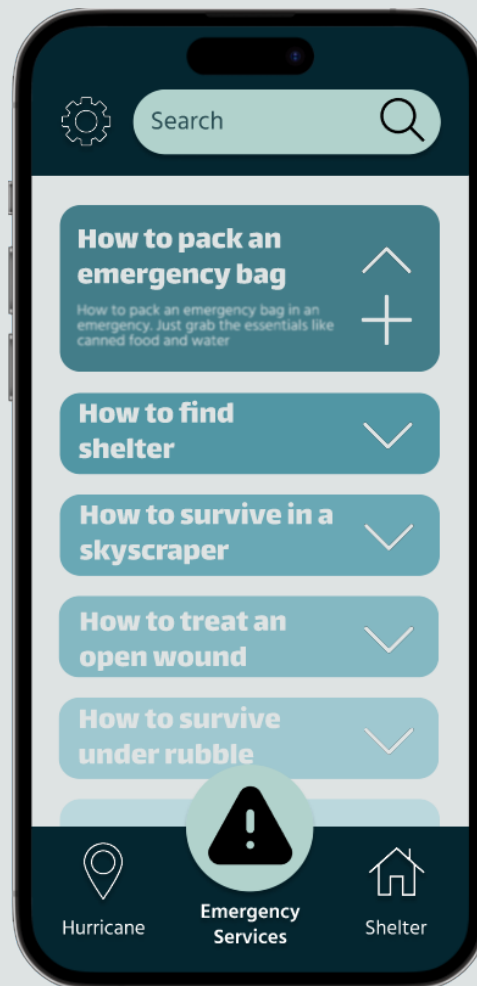 Search
How to pack an
emergency bag
How to pack an emergency bag in an
emergency. Just grab the essentials like
canned food and water
How to find
shelter
How to survive in a
skyscraper
How to treat an
open wound
How to survive
under rubble
Hurricane
Emergency
Services
Shelter